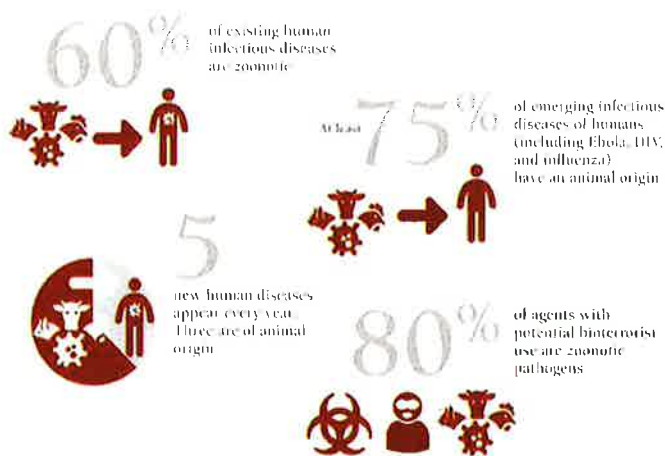 60%
of existing human
infectious diseases
are zoonotic
At least
75%
of emerging infectious
diseases of humans
(including Ebola, HIV,
and influenza)
have an animal origin
5
new human diseases
appear every year.
Three are of animal
origin
80%
of agents with
potential bioterrorist
use are zoonotic
pathogens